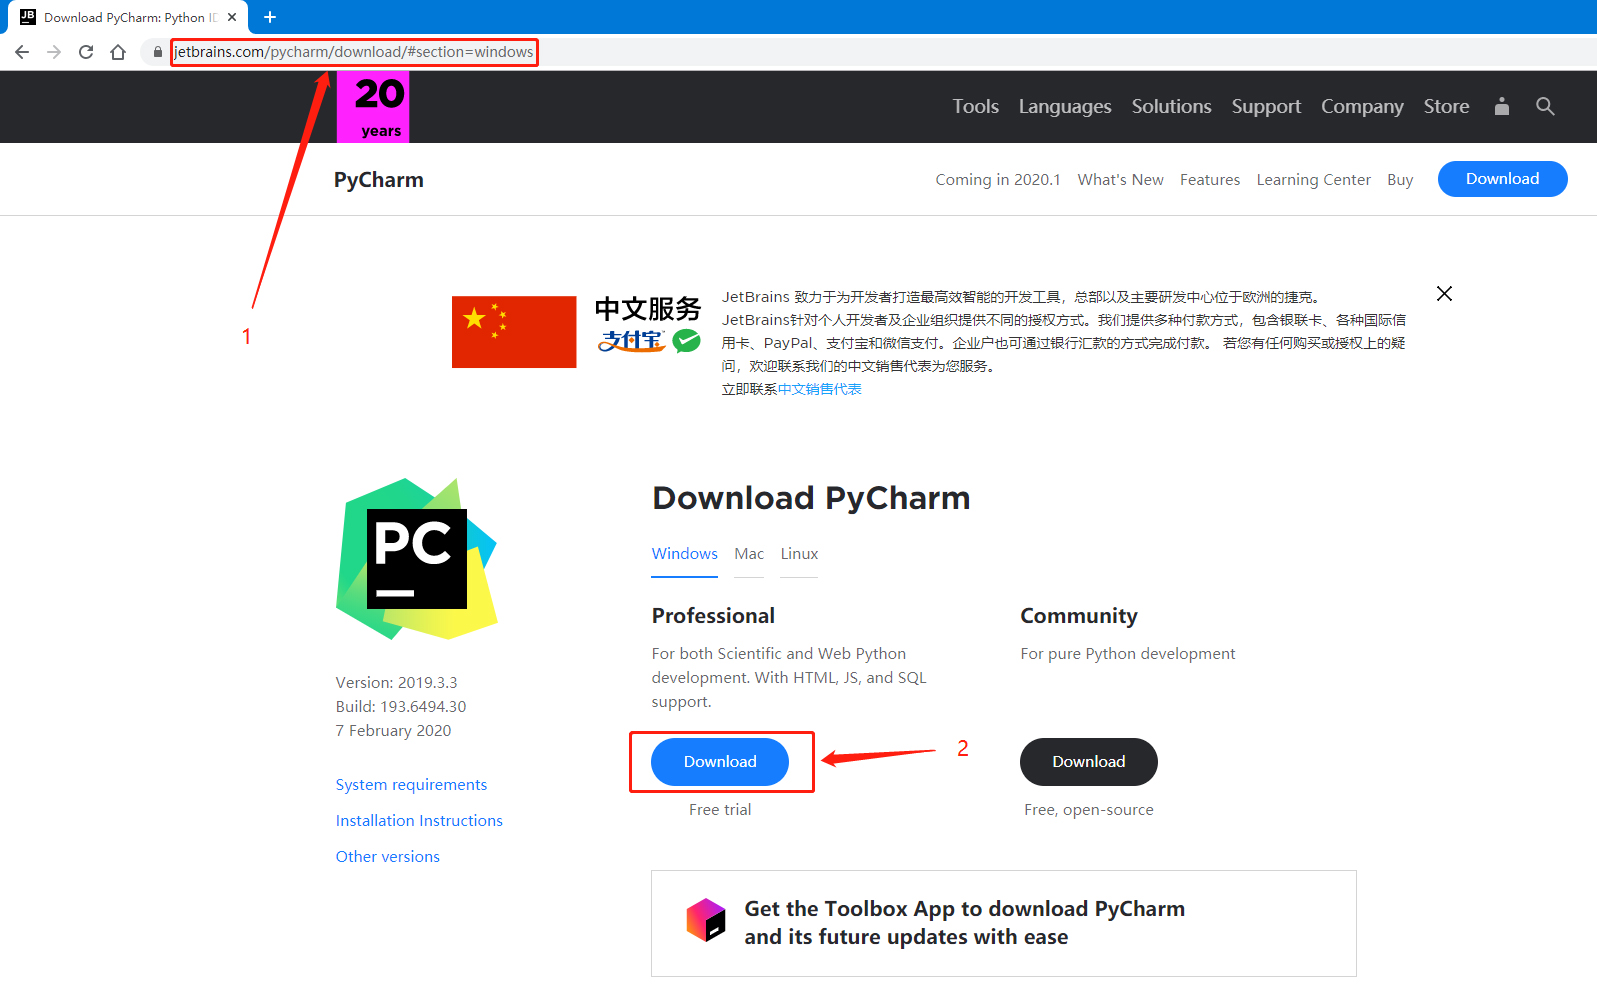 JB
Download PyCharm: Python ID
jetbrains.com/pycharm/download/#section=windows
20
years
Tools Languages Solutions Support Company Store
PyCharm
Coming in 2020.1 What's New Features Learning Center Buy Download
1
中文服务
支付宝
JetBrains 致力于为开发者打造最高效智能的开发工具，总部以及主要研发中心位于欧洲的捷克。
JetBrains针对个人开发者及企业组织提供不同的授权方式。我们提供多种付款方式，包含银联卡、各种国际信
用卡、PayPal、支付宝和微信支付。企业户也可通过银行汇款的方式完成付款。 若您有任何购买或授权上的疑
问，欢迎联系我们的中文销售代表为您服务。
立即联系中文销售代表
PC
Version: 2019.3.3
Build: 193.6494.30
7 February 2020
System requirements
Installation Instructions
Other versions
Download PyCharm
Windows Mac Linux
Professional
For both Scientific and Web Python
development. With HTML, JS, and SQL
support.
Download
2
Free trial
Community
For pure Python development
Download
Free, open-source
Get the Toolbox App to download PyCharm
and its future updates with ease